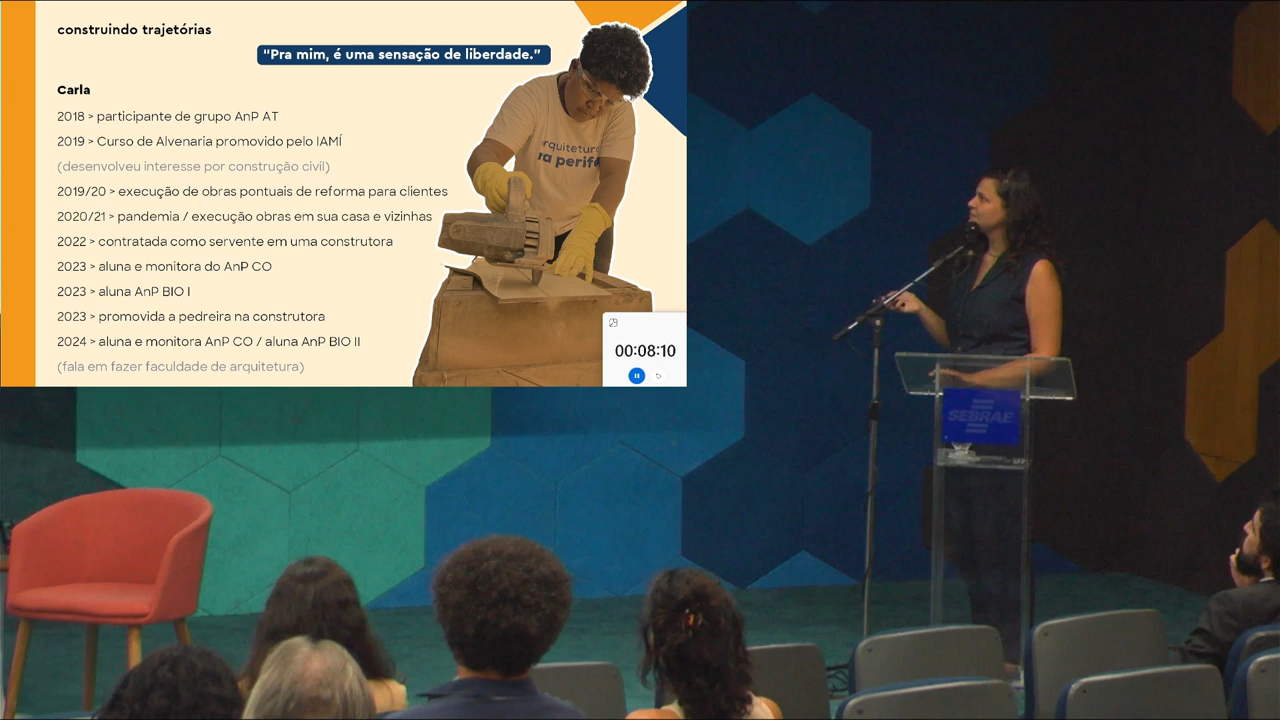 construindo trajetórias
“Pra mim, é uma sensação de liberdade.”
Carla
2018 > participante de grupo AnP AT
2019 > Curso de Alvenaria promovido pelo IAMÍ
(desenvolveu interesse por construção civil)
2019/20 > execução de obras pontuais de reforma para clientes
2020/21 > pandemia / execução obras em sua casa e vizinhas
2022 > contratada como servente em uma construtora
2023 > aluna e monitora do AnP CO
2023 > aluna AnP BIO I
2023 > promovida a pedreira na construtora
2024 > aluna e monitora AnP CO / aluna AnP BIO II
(fala em fazer faculdade de arquitetura)
rquitetur
ra perif
00:08:10
SEBRAE